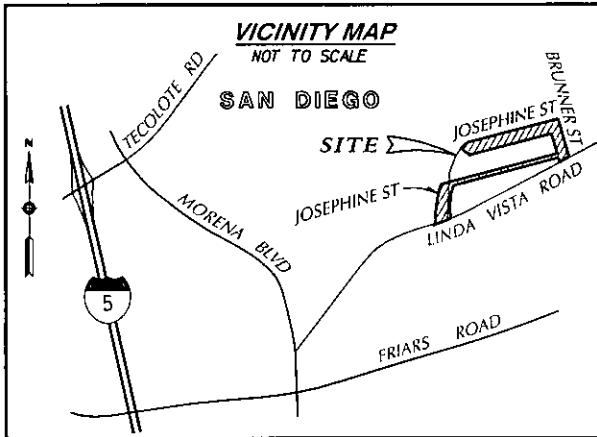 VICINITY MAP
NOT TO SCALE
SAN DIEGO
TECOLOTE RD
BRUNNER ST
JOSEPHINE ST
SITE
N
JOSEPHINE ST
MORENA BLVD
LINDA VISTA ROAD
5
FRIARS ROAD